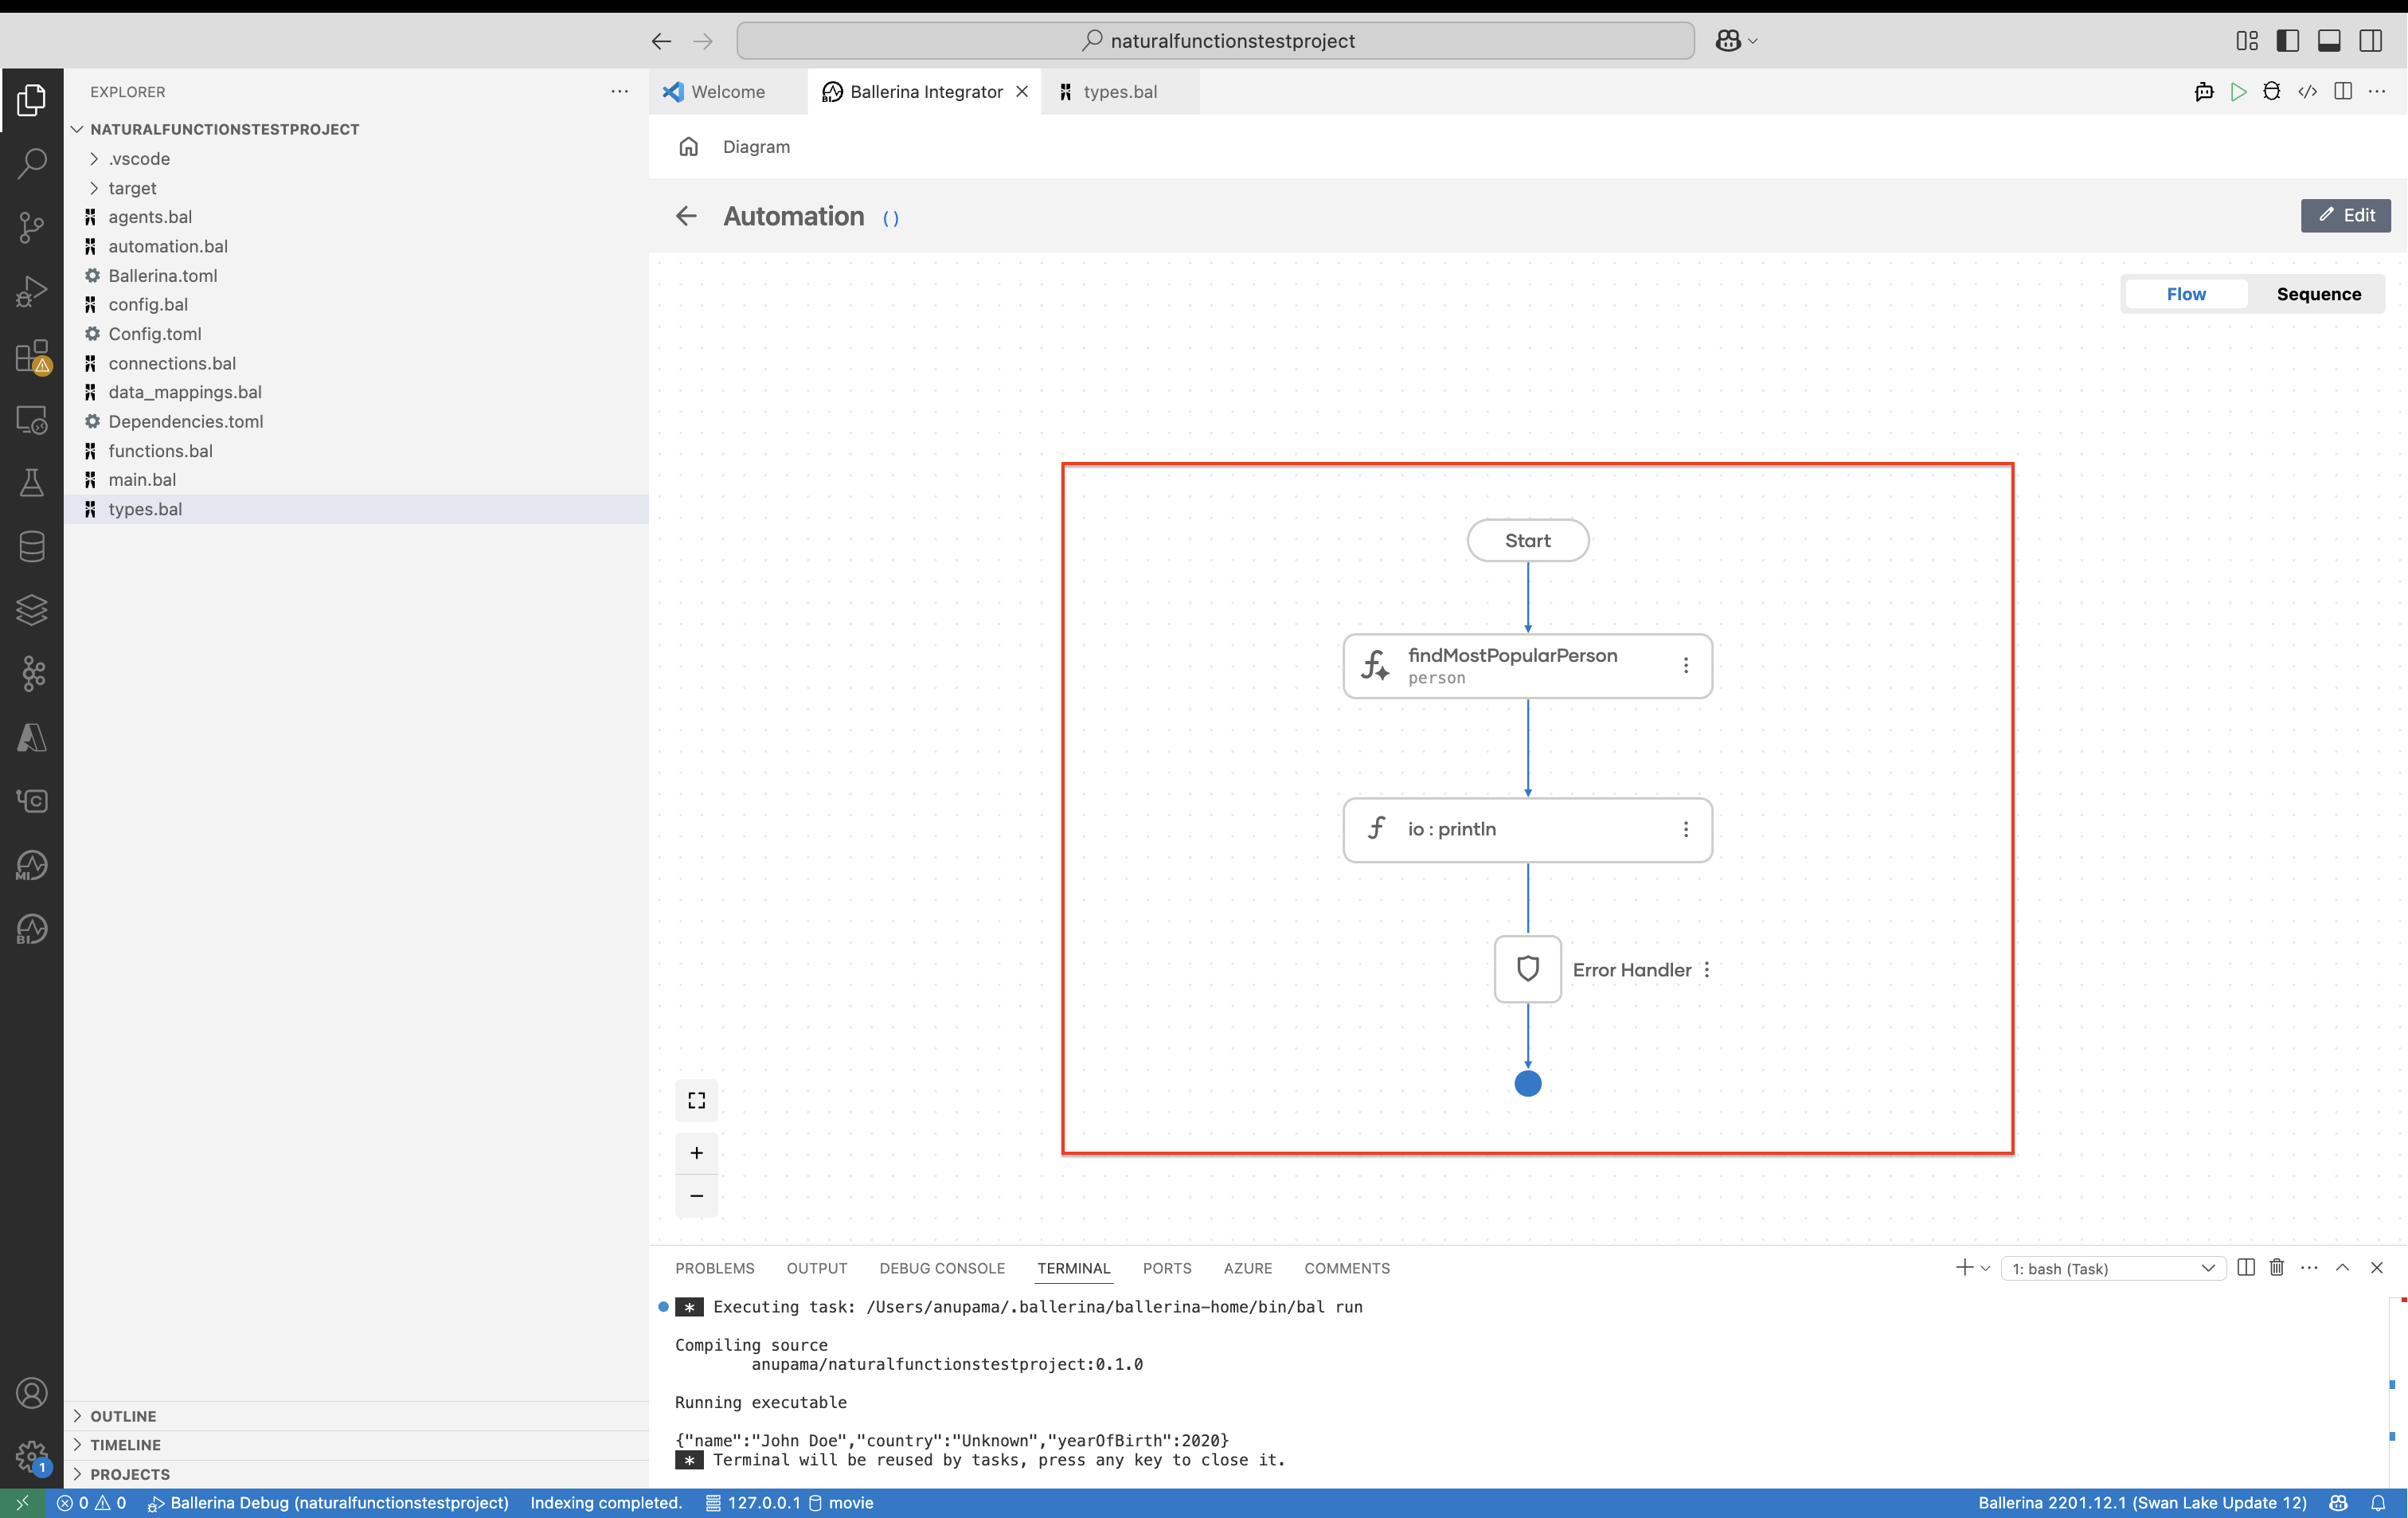 naturalfunctionstestproject
EXPLORER
Welcome
Ballerina Integrator
types.bal
NATURALFUNCTIONSTESTPROJECT
.vscode
target
agents.bal
automation.bal
Ballerina.toml
config.bal
Config.toml
connections.bal
data_mappings.bal
Dependencies.toml
functions.bal
main.bal
types.bal
OUTLINE
TIMELINE
PROJECTS
1
Diagram
Automation ()
Edit
Flow
Sequence
Start
findMostPopularPerson
person
io : println
Error Handler
MI
BI
PROBLEMS OUTPUT DEBUG CONSOLE TERMINAL PORTS AZURE COMMENTS
1: bash (Task)
* Executing task: /Users/anupama/.ballerina/ballerina-home/bin/bal run
Compiling source
anupama/naturalfunctionstestproject:0.1.0
Running executable
{"name":"John Doe","country":"Unknown","yearOfBirth":2020}
* Terminal will be reused by tasks, press any key to close it.
0 0 Ballerina Debug (naturalfunctionstestproject) Indexing completed. 127.0.0.1 movie Ballerina 2201.12.1 (Swan Lake Update 12)